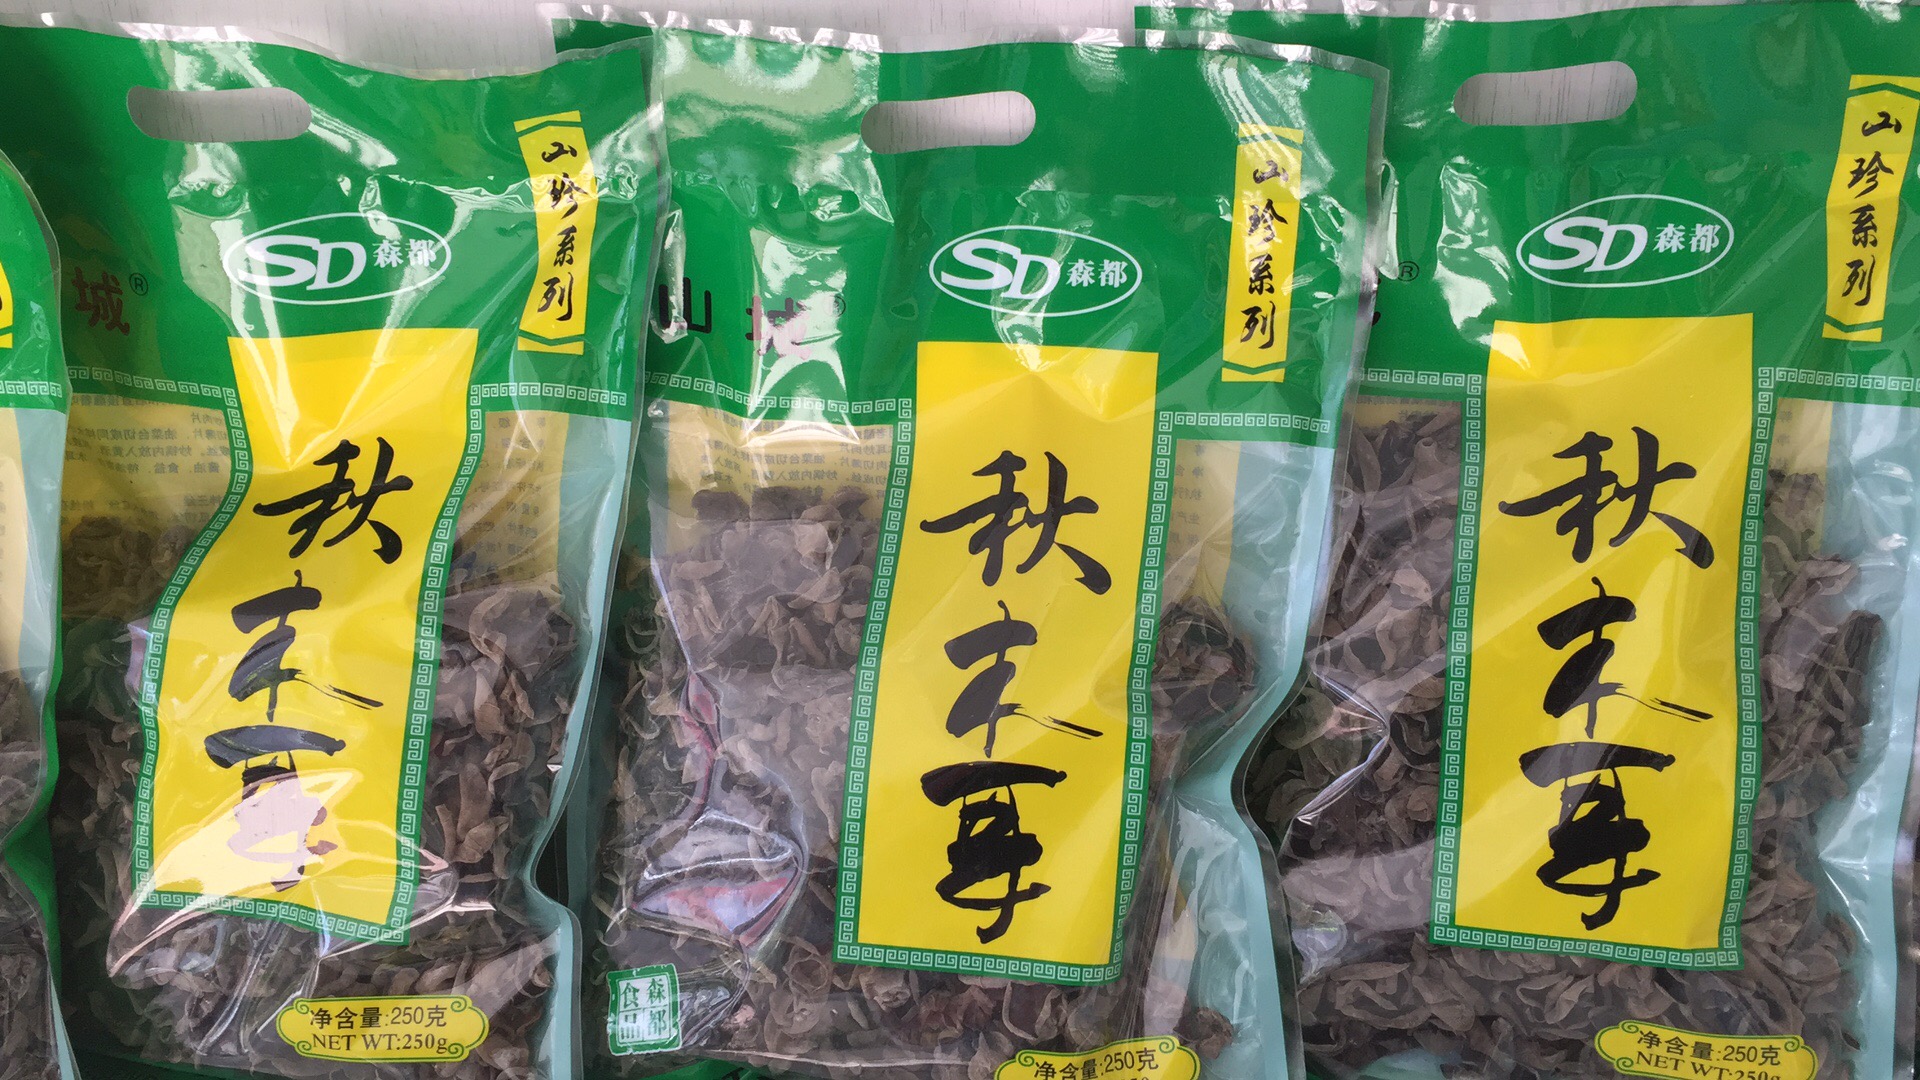 城®
SD 森都
山珍系列
秋木耳
净含量:250克
NET WT:250g
山城®
SD 森都
山珍系列
秋木耳
森都
食品
净含量:250克
®
SD 森都
山珍系列
秋木耳
净含量:250克
NET WT:250g